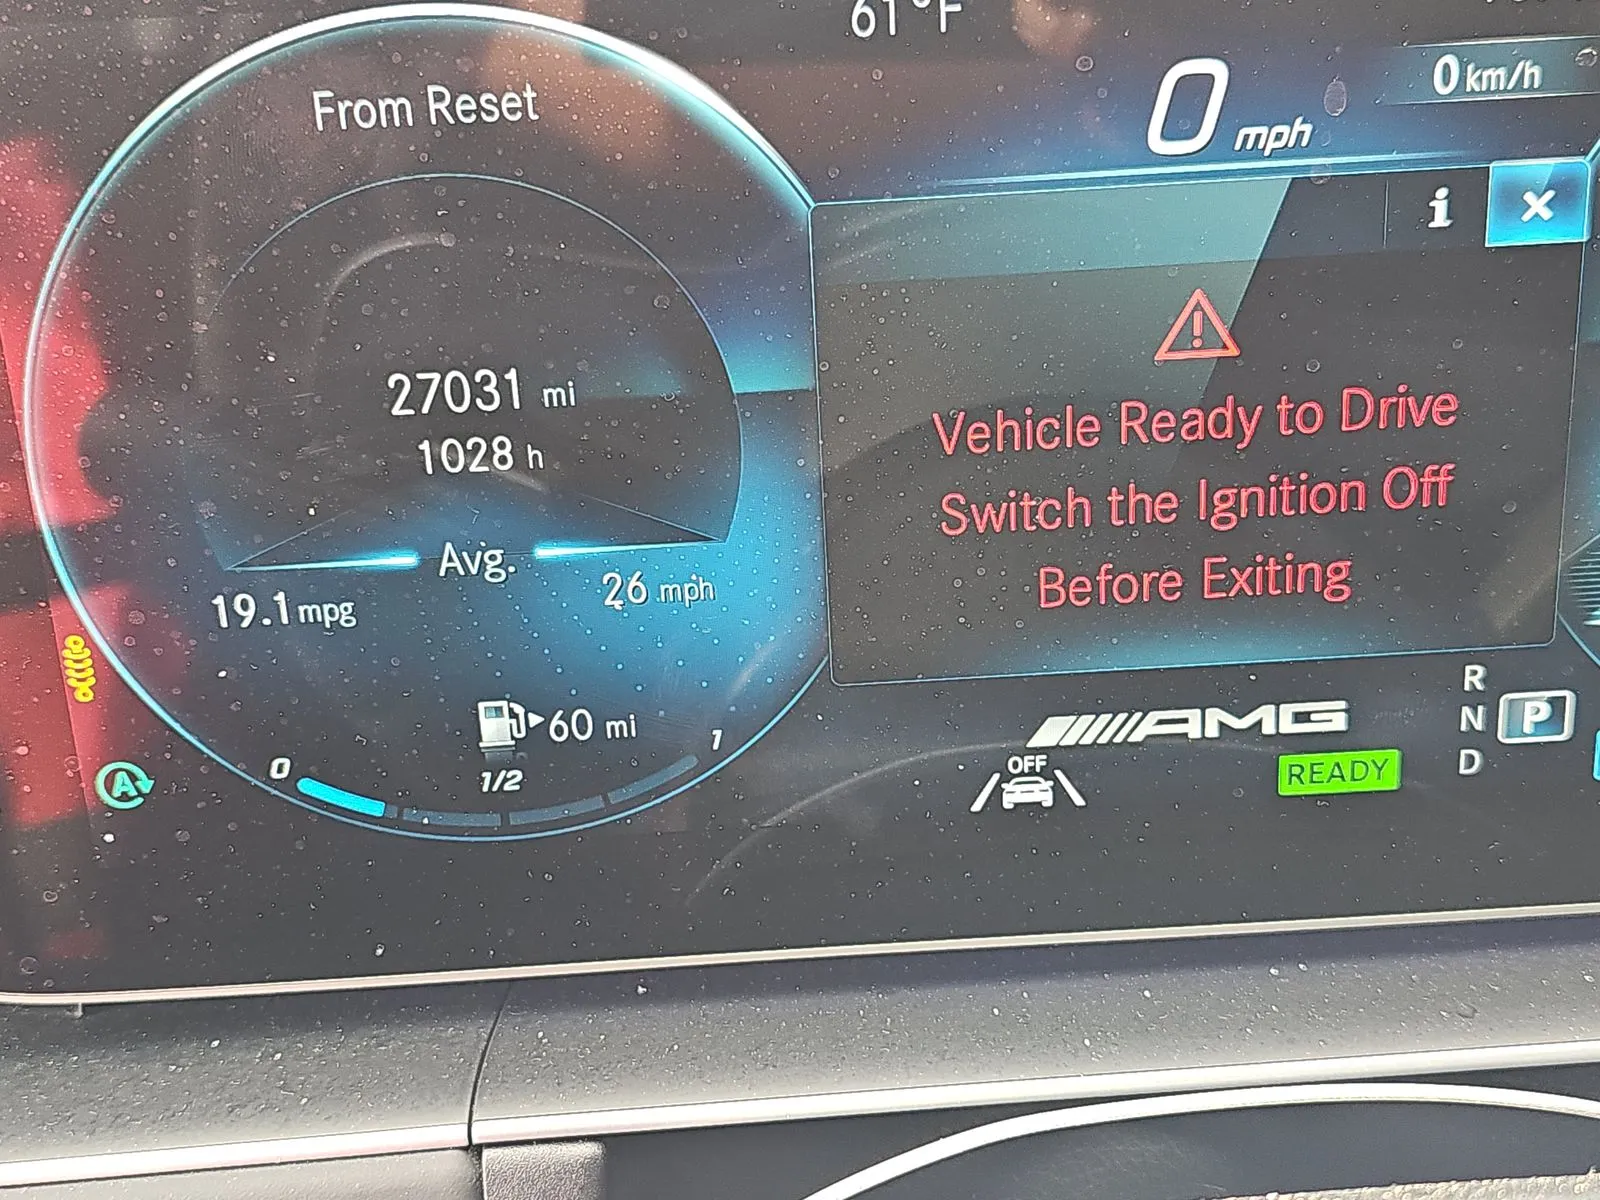 61°F
0 mph
0 km/h
From Reset
27031 mi
1028 h
Avg.
19.1 mpg
26 mph
60 mi
0
1/2
1
i
Vehicle Ready to Drive
Switch the Ignition Off
Before Exiting
AMG
OFF
READY
R
N
P
D
A